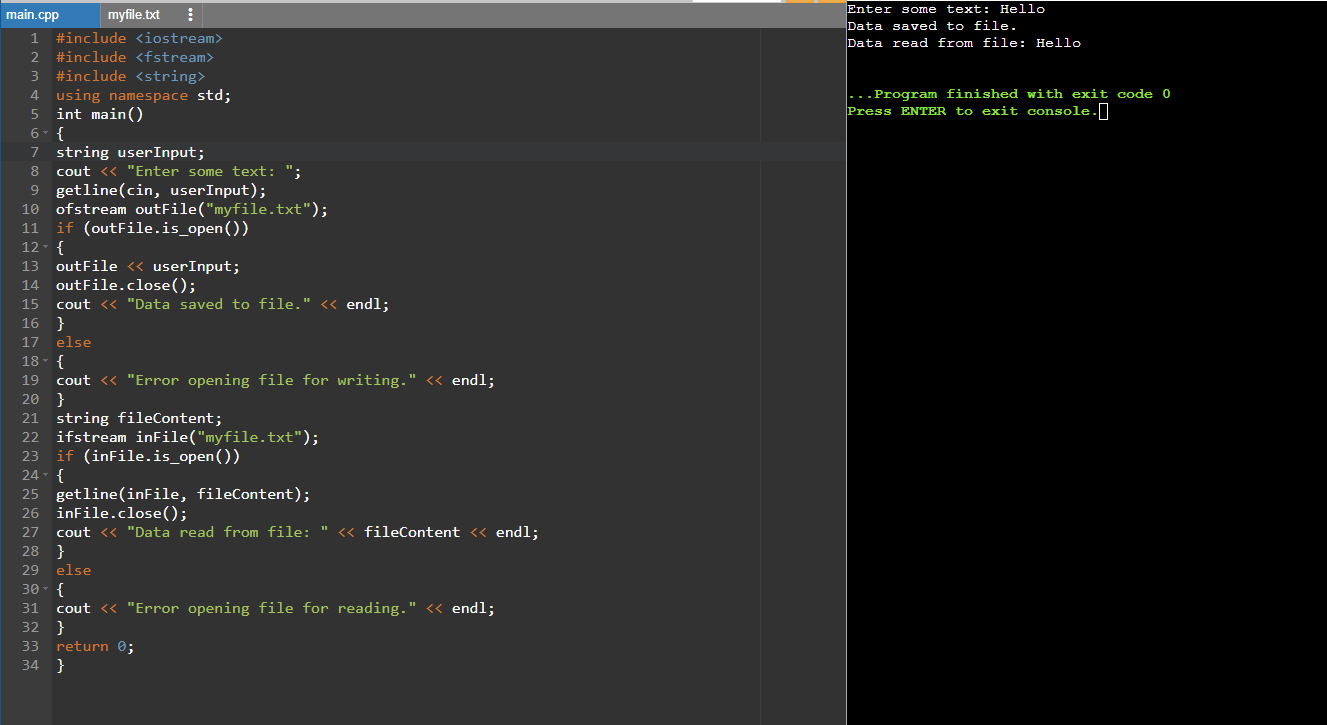 main.cpp myfile.txt
1 #include <iostream>
2 #include <fstream>
3 #include <string>
4 using namespace std;
5 int main()
6 {
7 string userInput;
8 cout << "Enter some text: ";
9 getline(cin, userInput);
10 ofstream outFile("myfile.txt");
11 if (outFile.is_open())
12 {
13 outFile << userInput;
14 outFile.close();
15 cout << "Data saved to file." << endl;
16 }
17 else
18 {
19 cout << "Error opening file for writing." << endl;
20 }
21 string fileContent;
22 ifstream inFile("myfile.txt");
23 if (inFile.is_open())
24 {
25 getline(inFile, fileContent);
26 inFile.close();
27 cout << "Data read from file: " << fileContent << endl;
28 }
29 else
30 {
31 cout << "Error opening file for reading." << endl;
32 }
33 return 0;
34 }
Enter some text: Hello
Data saved to file.
Data read from file: Hello
...Program finished with exit code 0
Press ENTER to exit console.